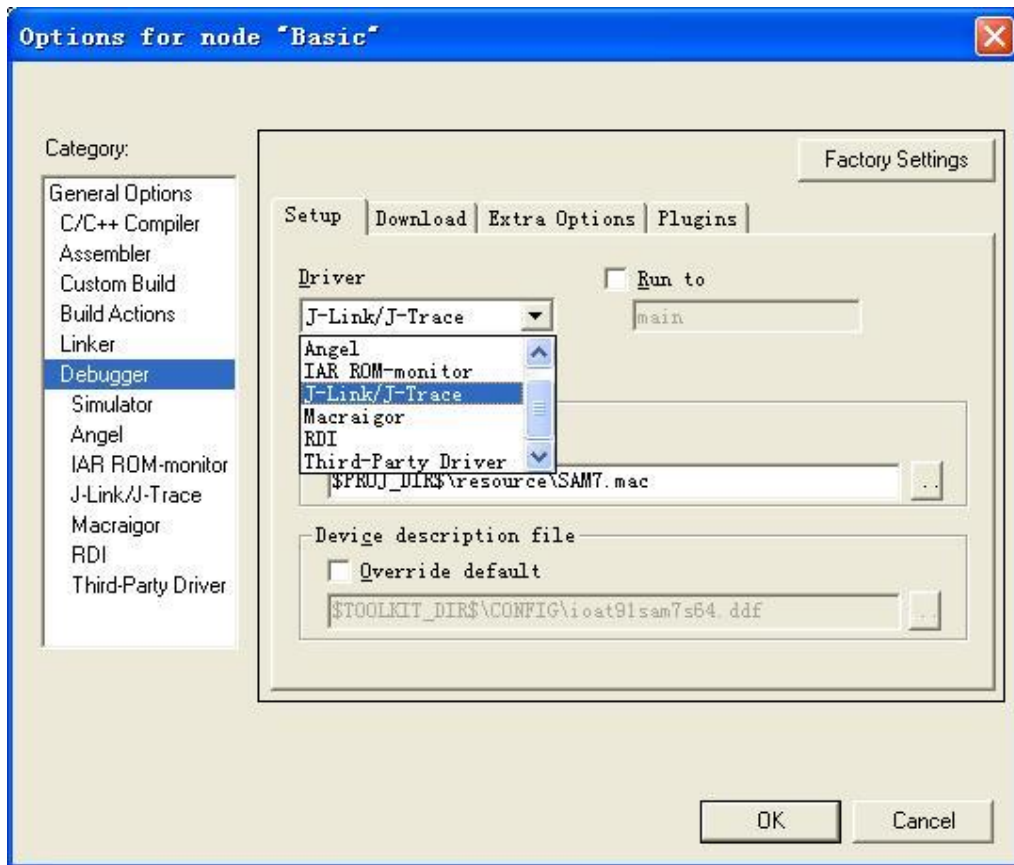 Options for node "Basic"
Category:
General Options
C/C++ Compiler
Assembler
Custom Build
Build Actions
Linker
Debugger
Simulator
Angel
IAR ROM-monitor
J-Link/J-Trace
Macraigor
RDI
Third-Party Driver
Factory Settings
Setup Download Extra Options Plugins
Driver
Run to
J-Link/J-Trace
main
Angel
IAR ROM-monitor
J-Link/J-Trace
Macraigor
RDI
Third-Party Driver
$PROJ_DIR$\resource\SAM7.mac
..
Device description file
Override default
$TOOLKIT_DIR$\CONFIG\ioat91sam7s64.ddf
..
OK Cancel